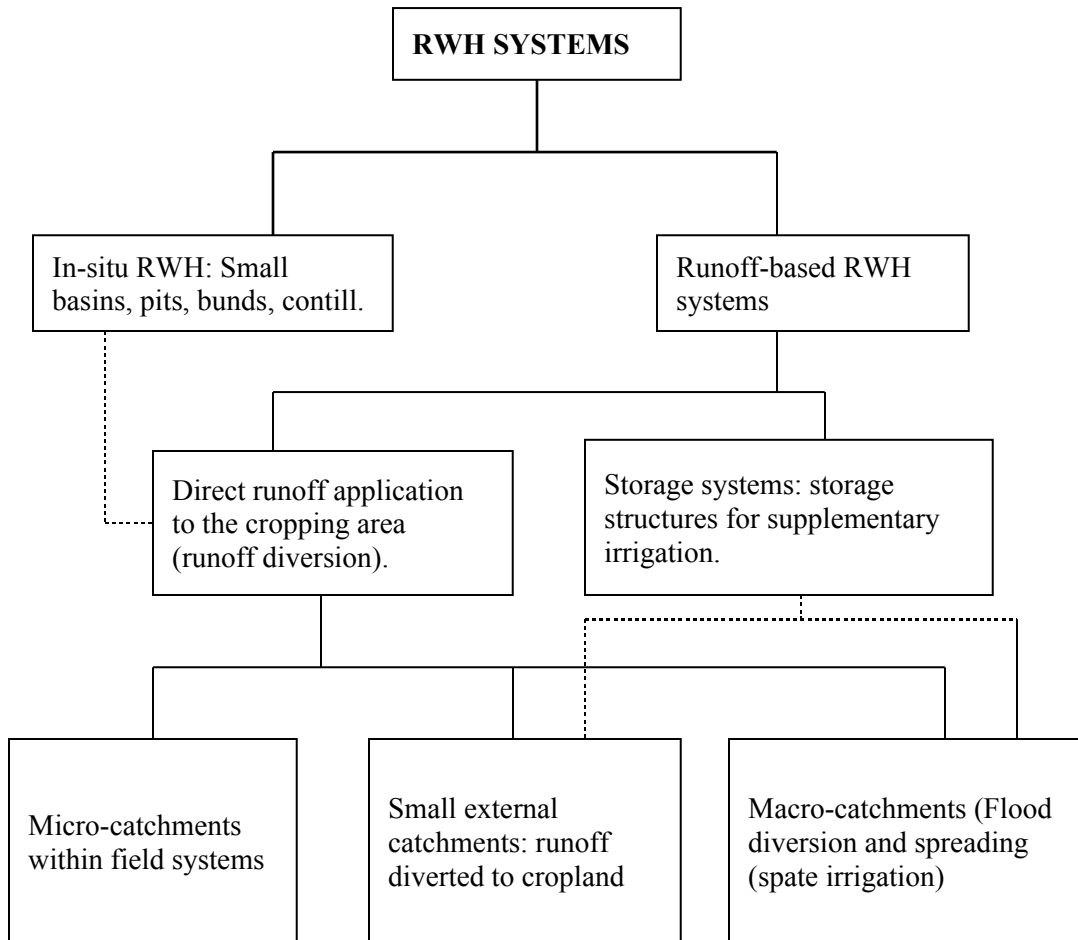 RWH SYSTEMS
In-situ RWH: Small
basins, pits, bunds, contill.
Runoff-based RWH
systems
Direct runoff application
to the cropping area
(runoff diversion).
Storage systems: storage
structures for supplementary
irrigation.
Micro-catchments
within field systems
Small external
catchments: runoff
diverted to cropland
Macro-catchments (Flood
diversion and spreading
(spate irrigation)